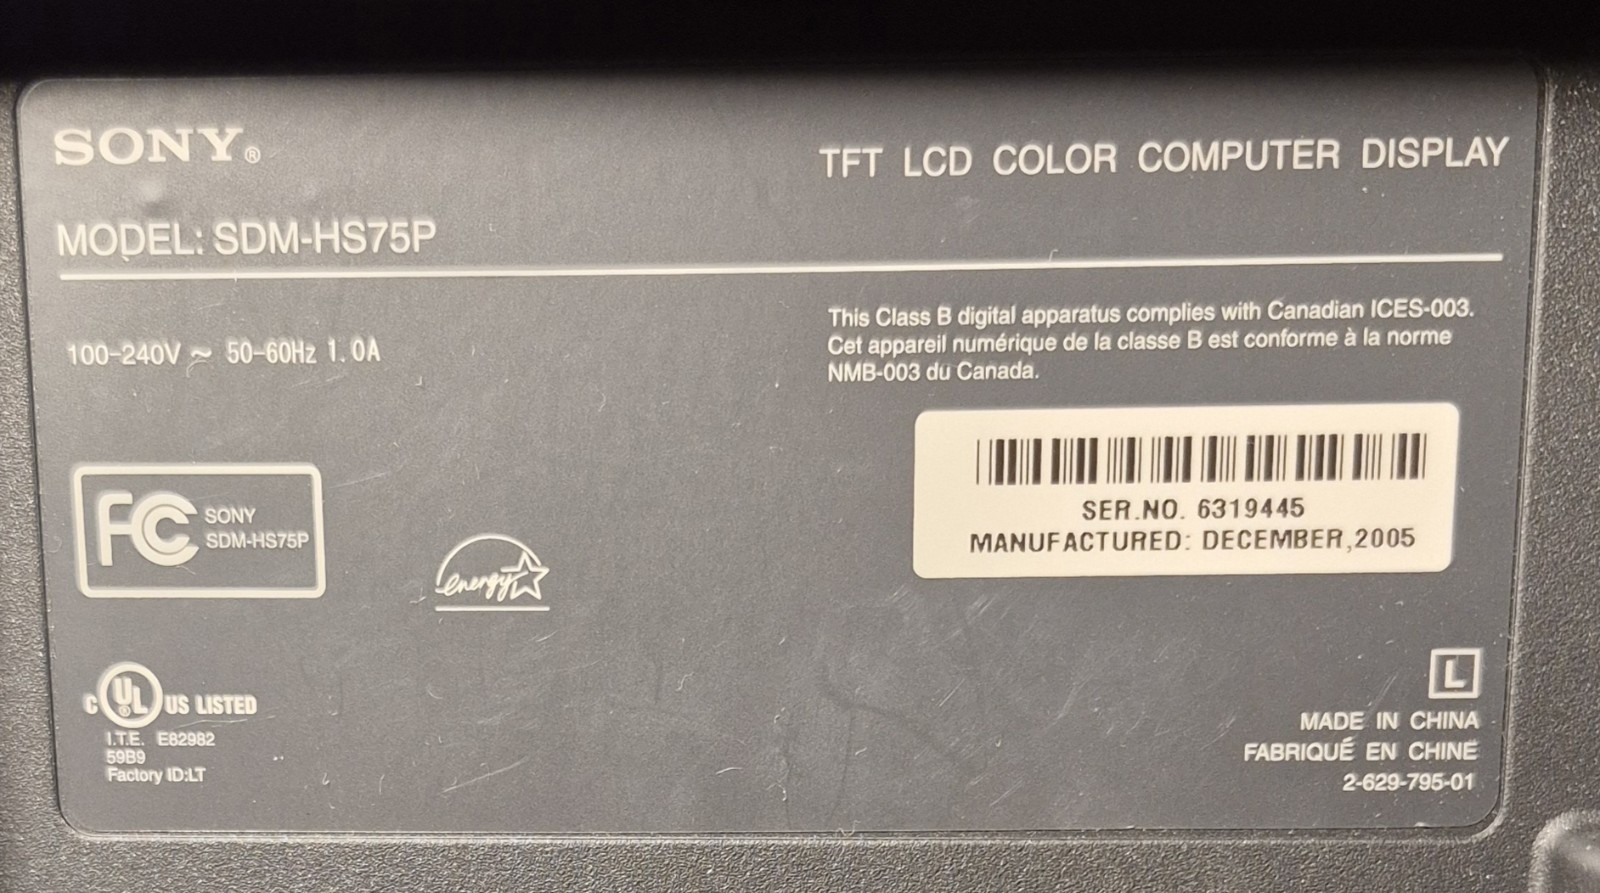 SONY®
TFT LCD COLOR COMPUTER DISPLAY
MODEL: SDM-HS75P
100-240V ~ 50-60Hz 1.0A
This Class B digital apparatus complies with Canadian ICES-003.
Cet appareil numérique de la classe B est conforme à la norme
NMB-003 du Canada.
SER.NO. 6319445
MANUFACTURED: DECEMBER,2005
FC SONY
SDM-HS75P
energy
C UL® US LISTED
I.T.E. E82982
59B9
Factory ID:LT
L
MADE IN CHINA
FABRIQUÉ EN CHINE
2-629-795-01